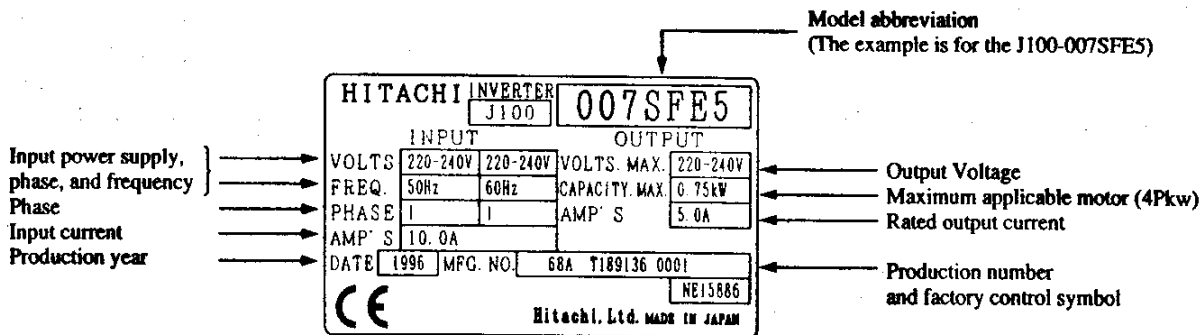 Model abbreviation
(The example is for the J100-007SFE5)
HITACHI INVERTER J100 007SFE5
INPUT OUTPUT
Input power supply,
phase, and frequency
Phase
Input current
Production year
VOLTS 220-240V 220-240V VOLTS. MAX. 220-240V
FREQ. 50Hz 60Hz CAPACITY. MAX. 0.75kW
PHASE 1 1 AMP'S 5.0A
AMP'S 10.0A
DATE 1996 MFG. NO. 68A T189136 0001
NE15886
CE
Hitachi, Ltd. MADE IN JAPAN
Output Voltage
Maximum applicable motor (4Pkw)
Rated output current
Production number
and factory control symbol